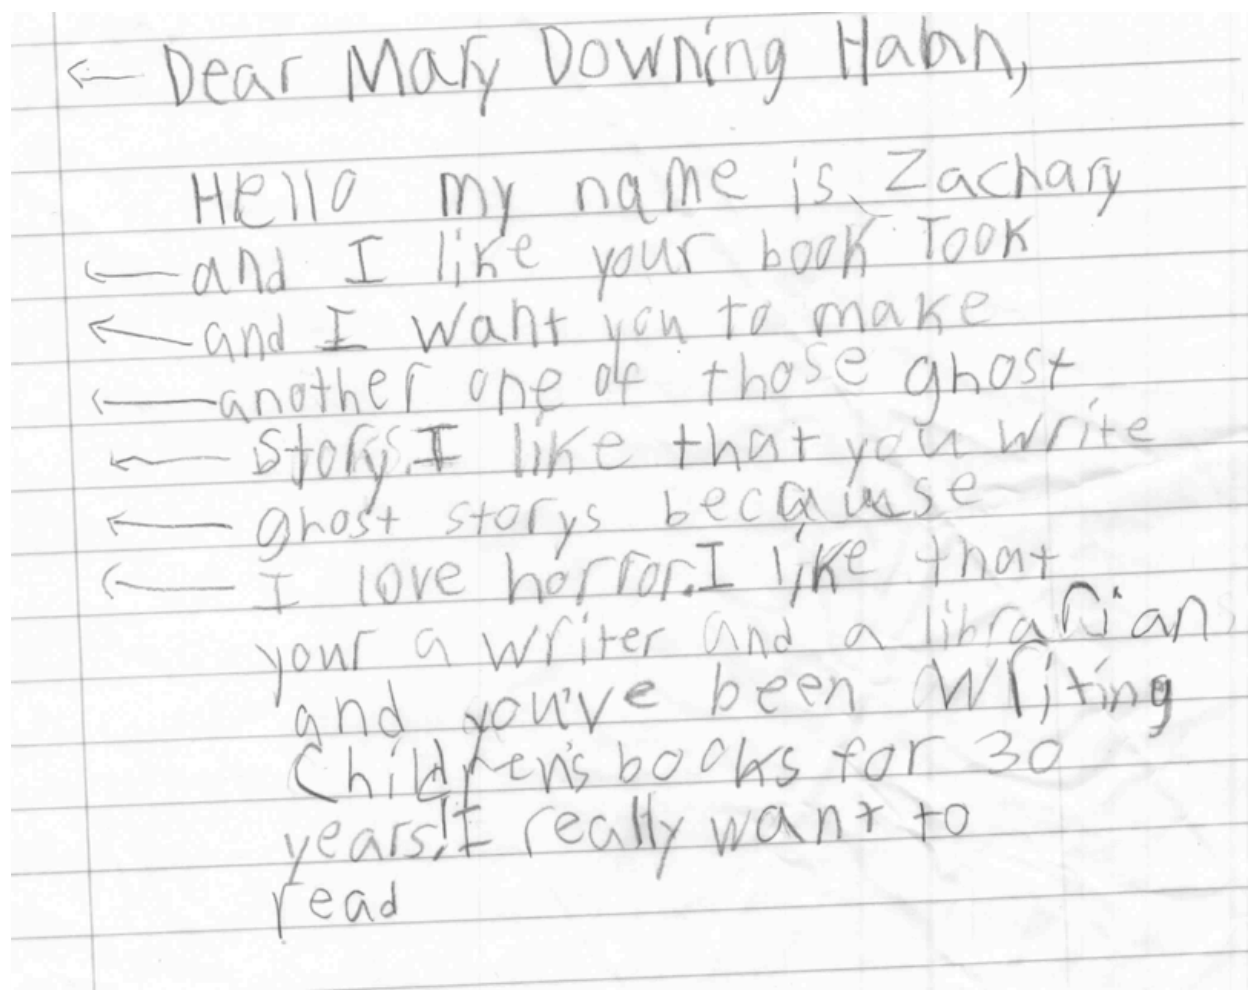 Dear Mary Downing Hahn,
Hello my name is Zachary
and I like your book Took
and I want you to make
another one of those ghost
storys. I like that you write
ghost storys because
I love horror. I like that
your a writer and a librarian
and you've been writing
Children's books for 30
years! I really want to
read